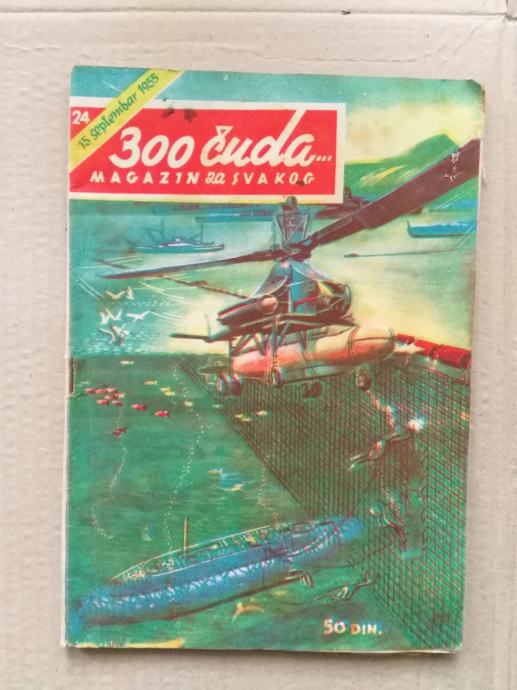 24
15 septembar 1955
300 čuda...
MAGAZIN za SVAKOG
50 DIN.